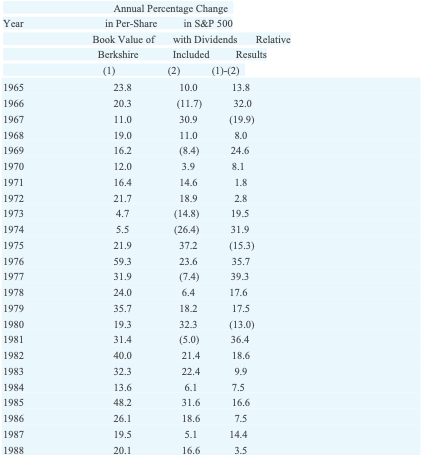 Annual Percentage Change
Year in Per-Share in S&P 500
Book Value of with Dividends Relative
Berkshire Included Results
(1) (2) (1)-(2)
1965 23.8 10.0 13.8
1966 20.3 (11.7) 32.0
1967 11.0 30.9 (19.9)
1968 19.0 11.0 8.0
1969 16.2 (8.4) 24.6
1970 12.0 3.9 8.1
1971 16.4 14.6 1.8
1972 21.7 18.9 2.8
1973 4.7 (14.8) 19.5
1974 5.5 (26.4) 31.9
1975 21.9 37.2 (15.3)
1976 59.3 23.6 35.7
1977 31.9 (7.4) 39.3
1978 24.0 6.4 17.6
1979 35.7 18.2 17.5
1980 19.3 32.3 (13.0)
1981 31.4 (5.0) 36.4
1982 40.0 21.4 18.6
1983 32.3 22.4 9.9
1984 13.6 6.1 7.5
1985 48.2 31.6 16.6
1986 26.1 18.6 7.5
1987 19.5 5.1 14.4
1988 20.1 16.6 3.5